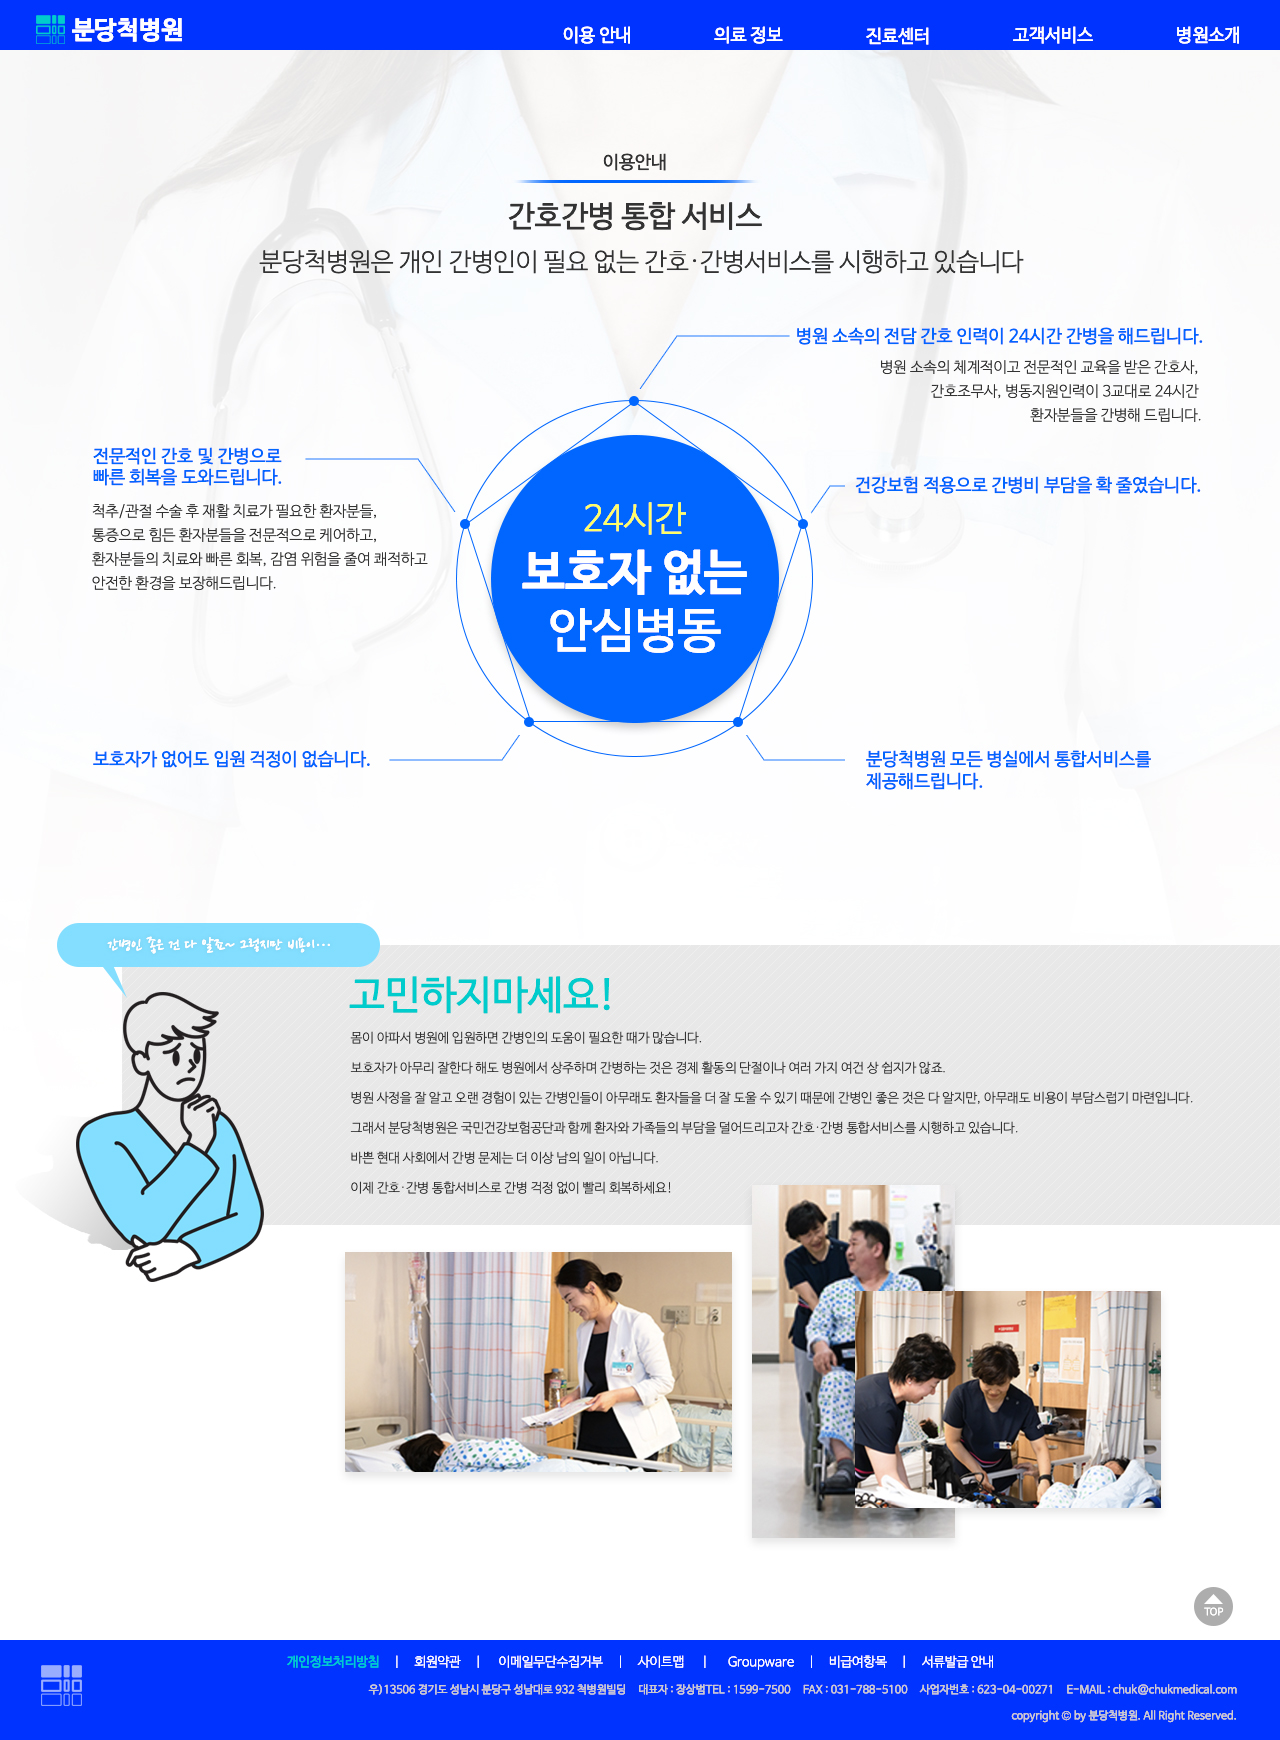 분당척병원
이용 안내
의료 정보
진료센터
고객서비스
병원소개
이용안내
간호간병 통합 서비스
분당척병원은 개인 간병인이 필요 없는 간호·간병서비스를 시행하고 있습니다
병원 소속의 전담 간호 인력이 24시간 간병을 해드립니다.
병원 소속의 체계적이고 전문적인 교육을 받은 간호사,
간호조무사, 병동지원인력이 3교대로 24시간
환자분들을 간병해 드립니다.
전문적인 간호 및 간병으로
빠른 회복을 도와드립니다.
척추/관절 수술 후 재활 치료가 필요한 환자분들,
통증으로 힘든 환자분들을 전문적으로 케어하고,
환자분들의 치료와 빠른 회복, 감염 위험을 줄여 쾌적하고
안전한 환경을 보장해드립니다.
건강보험 적용으로 간병비 부담을 확 줄였습니다.
24시간
보호자 없는
안심병동
보호자가 없어도 입원 걱정이 없습니다.
분당척병원 모든 병실에서 통합서비스를
제공해드립니다.
간병인 좋은 건 다 알죠~ 그렇지만 비용이...
고민하지마세요!
몸이 아파서 병원에 입원하면 간병인의 도움이 필요한 때가 많습니다.
보호자가 아무리 잘한다 해도 병원에서 상주하며 간병하는 것은 경제 활동의 단절이나 여러 가지 여건 상 쉽지가 않죠.
병원 사정을 잘 알고 오랜 경험이 있는 간병인들이 아무래도 환자들을 더 잘 도울 수 있기 때문에 간병인 좋은 것은 다 알지만, 아무래도 비용이 부담스럽기 마련입니다.
그래서 분당척병원은 국민건강보험공단과 함께 환자와 가족들의 부담을 덜어드리고자 간호·간병 통합서비스를 시행하고 있습니다.
바쁜 현대 사회에서 간병 문제는 더 이상 남의 일이 아닙니다.
이제 간호·간병 통합서비스로 간병 걱정 없이 빨리 회복하세요!
TOP
개인정보처리방침 | 회원약관 | 이메일무단수집거부 | 사이트맵 | Groupware | 비급여항목 | 서류발급 안내
우)13506 경기도 성남시 분당구 성남대로 932 척병원빌딩 대표자 : 장상범TEL : 1599-7500 FAX : 031-788-5100 사업자번호 : 623-04-00271 E-MAIL : chuk@chukmedical.com
copyright © by 분당척병원. All Right Reserved.